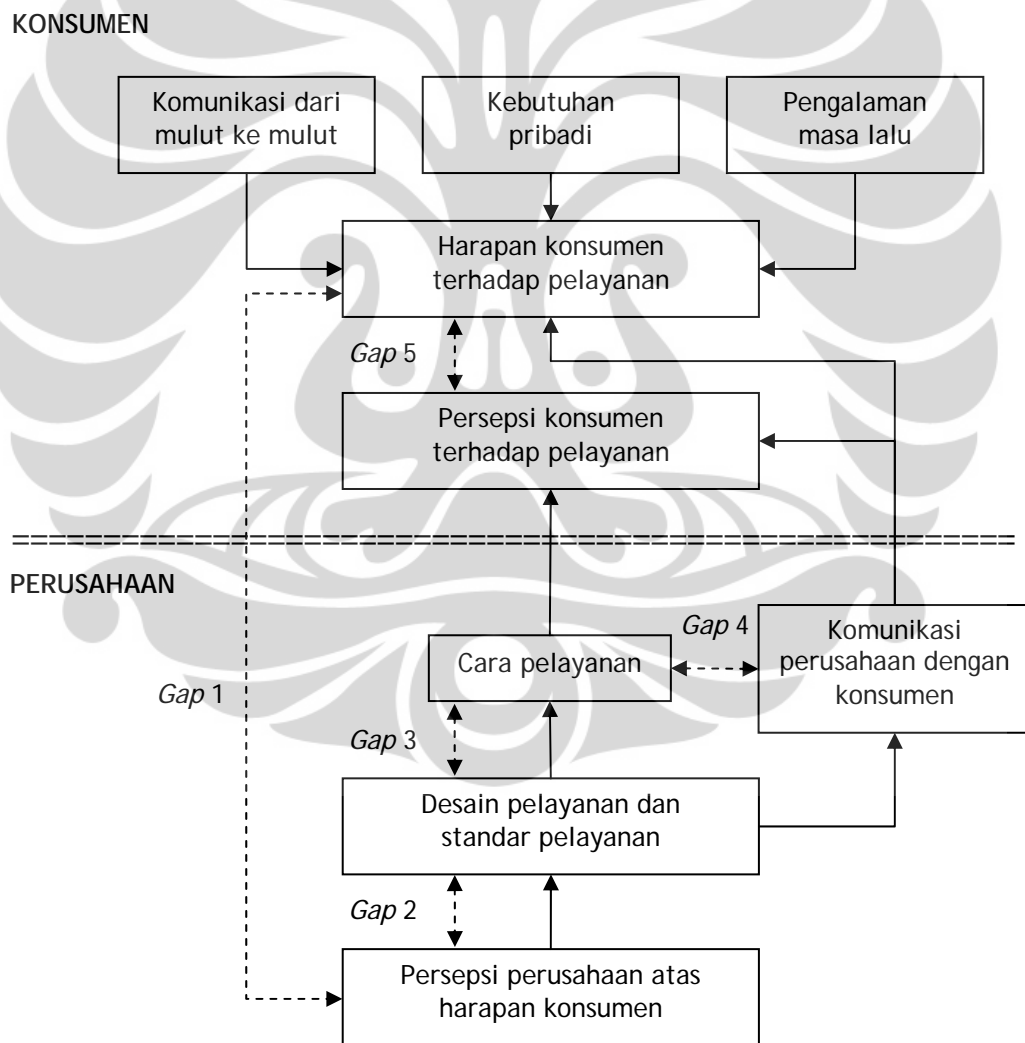 KONSUMEN
Komunikasi dari
mulut ke mulut
Kebutuhan
pribadi
Pengalaman
masa lalu
Harapan konsumen
terhadap pelayanan
Gap 5
Persepsi konsumen
terhadap pelayanan
PERUSAHAAN
Gap 4
Komunikasi
perusahaan dengan
konsumen
Cara pelayanan
Gap 1
Gap 3
Desain pelayanan dan
standar pelayanan
Gap 2
Persepsi perusahaan atas
harapan konsumen